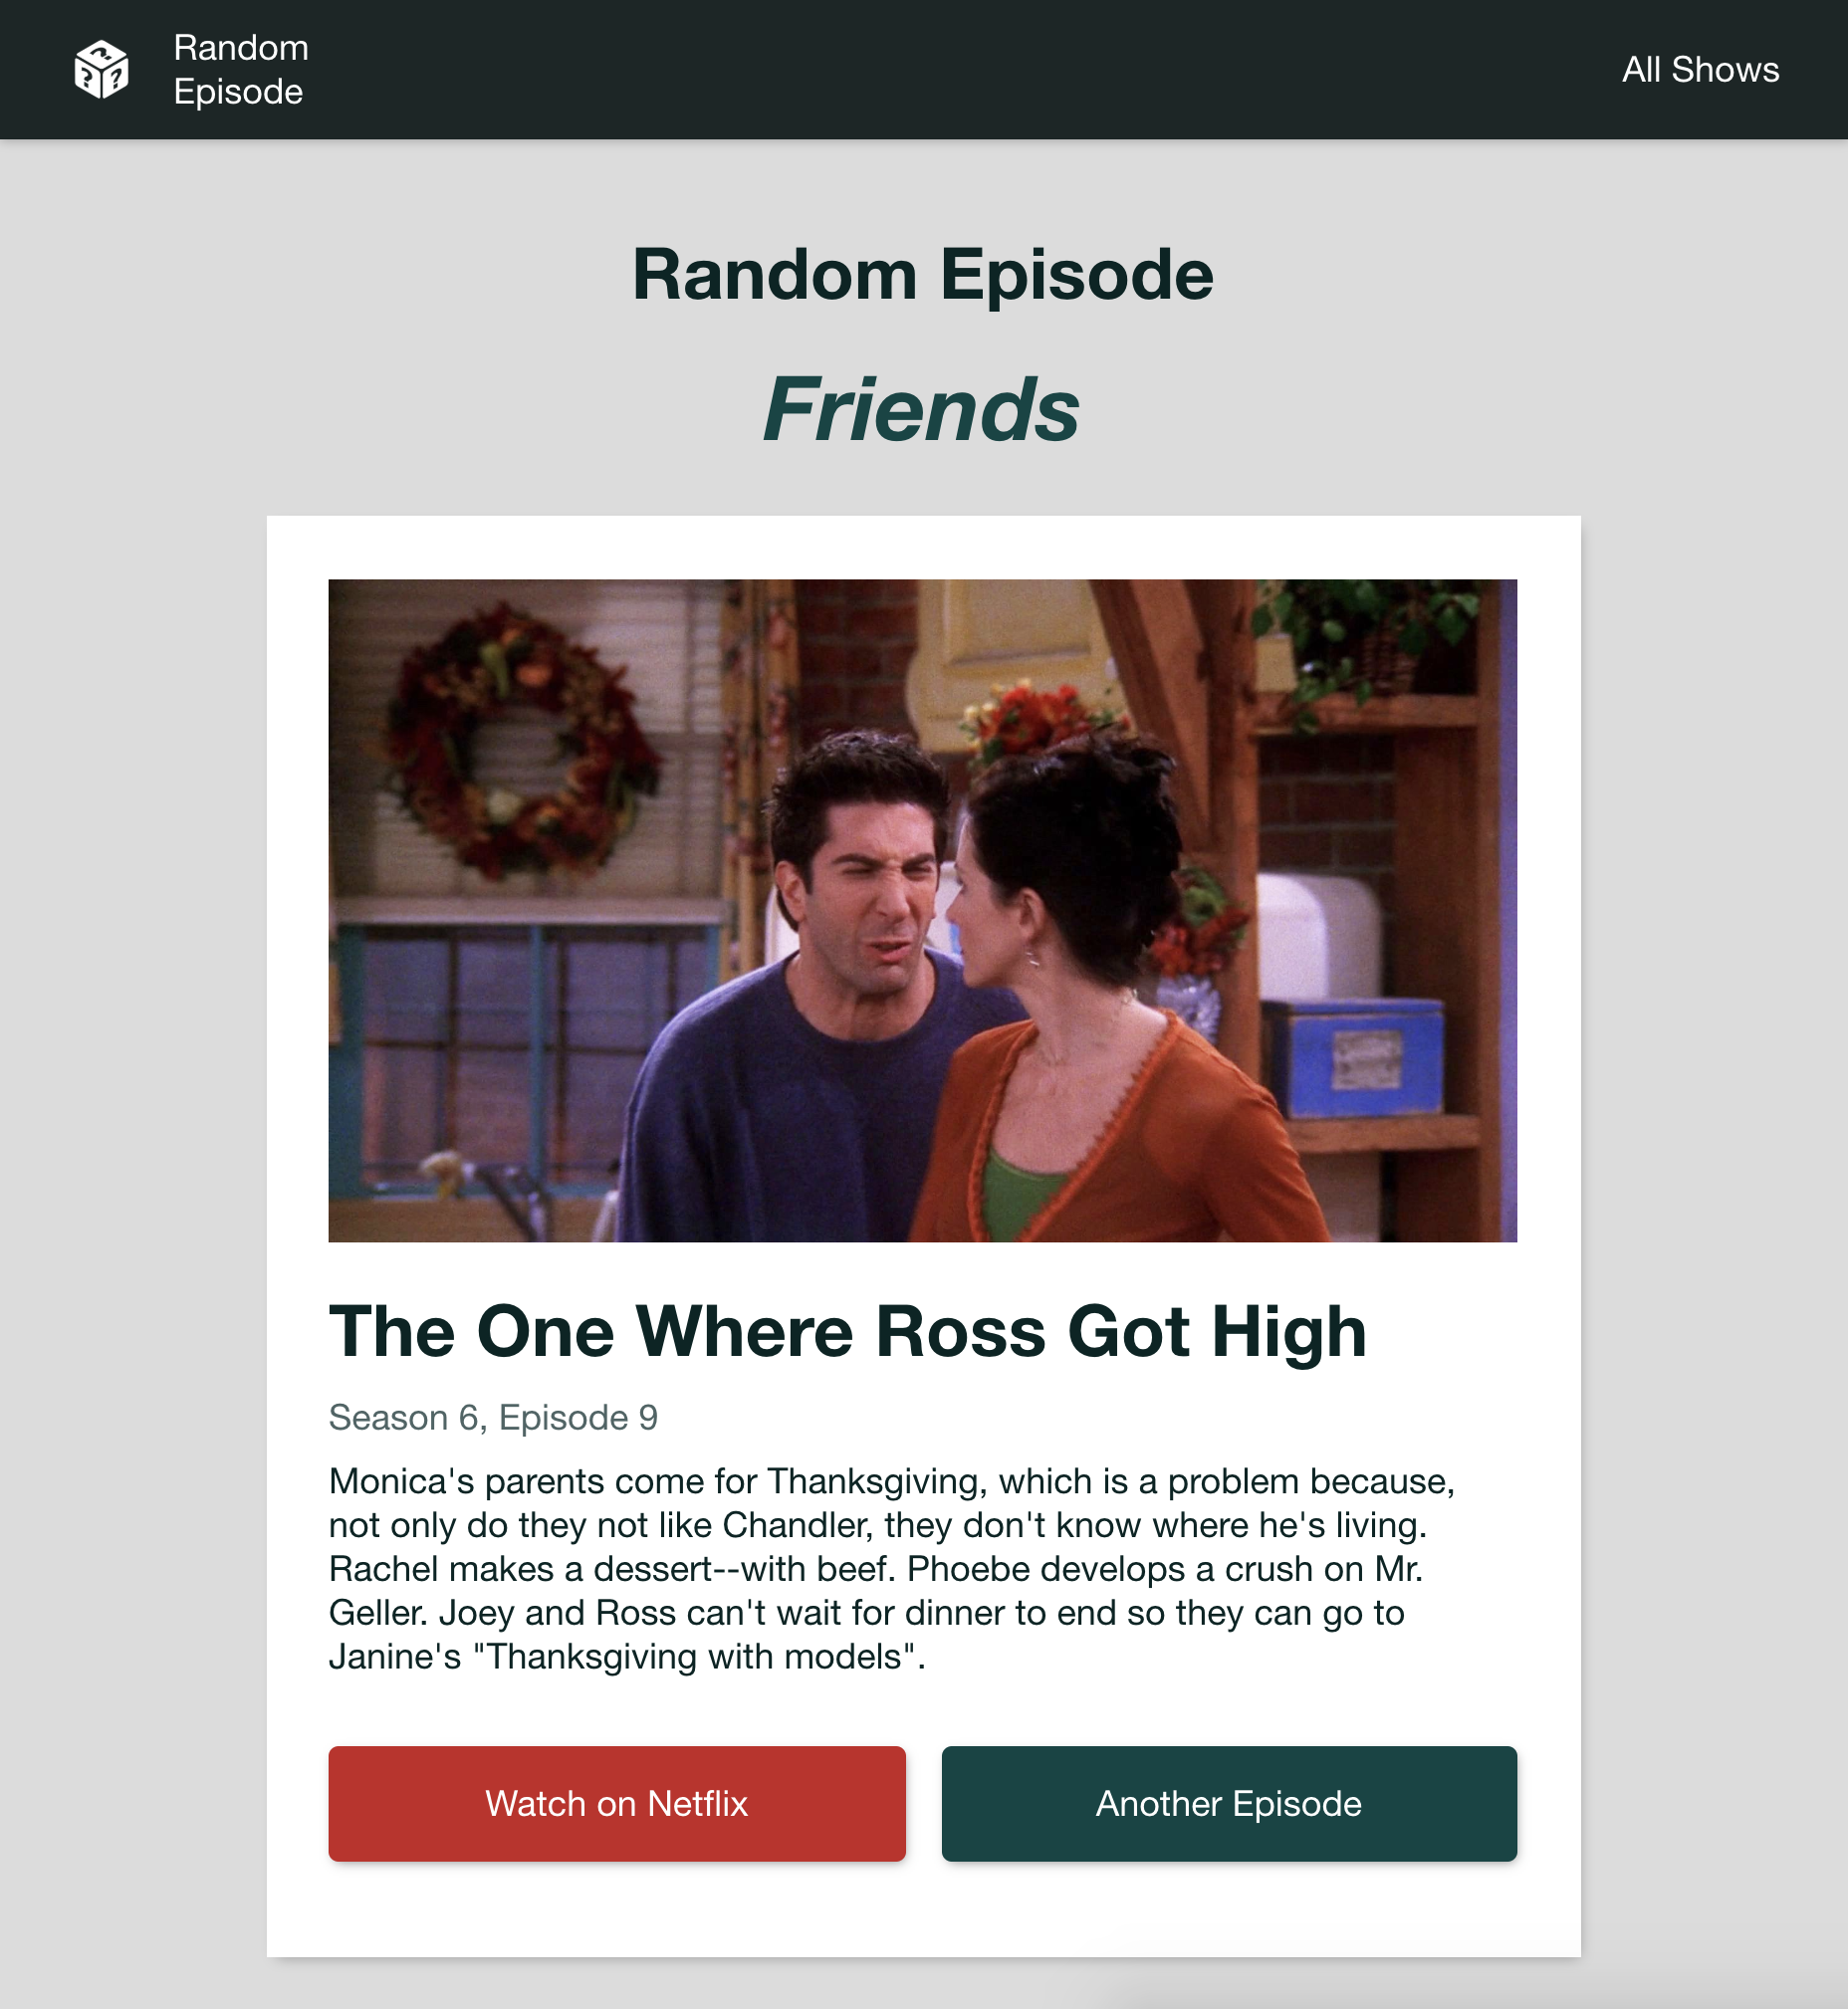 Random
Episode
All Shows
Random Episode
Friends
The One Where Ross Got High
Season 6, Episode 9
Monica's parents come for Thanksgiving, which is a problem because,
not only do they not like Chandler, they don't know where he's living.
Rachel makes a dessert--with beef. Phoebe develops a crush on Mr.
Geller. Joey and Ross can't wait for dinner to end so they can go to
Janine's "Thanksgiving with models".
Watch on Netflix
Another Episode